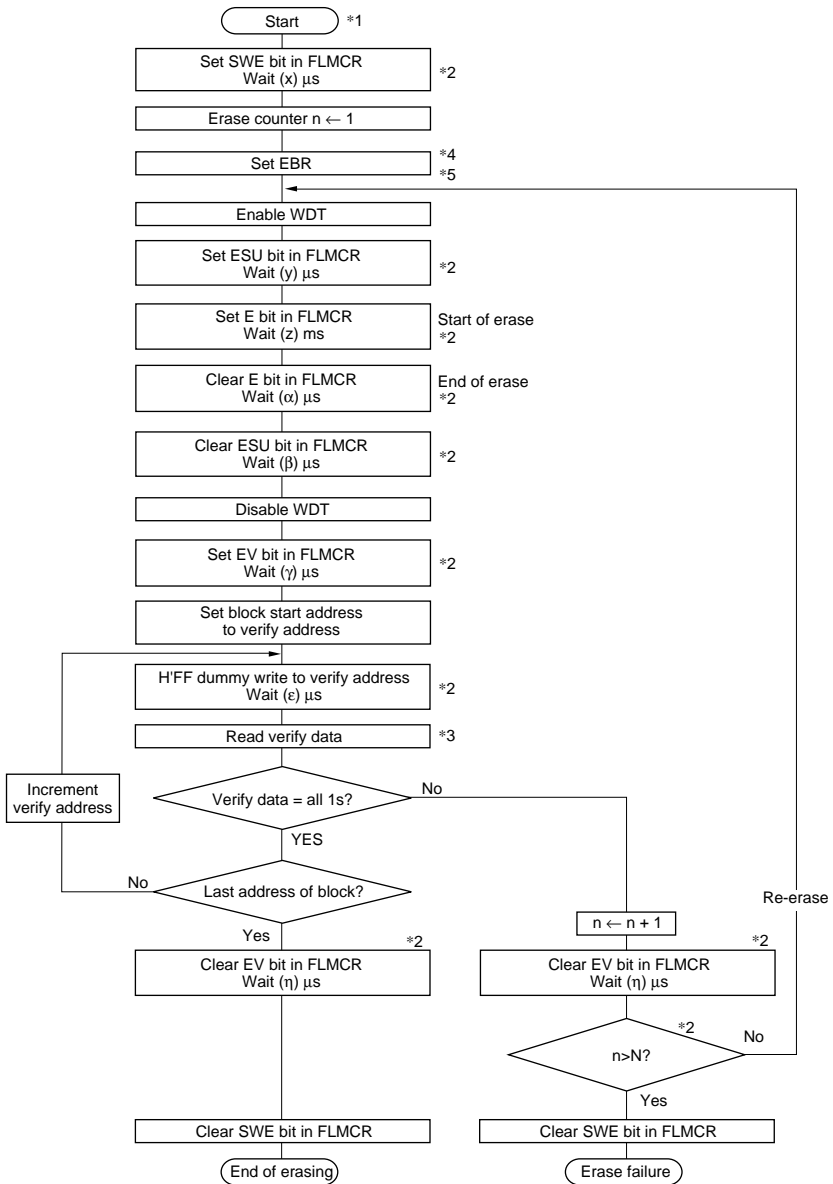 Start *1
Set SWE bit in FLMCR
Wait (x) μs
*2
Erase counter n ← 1
Set EBR
*4
*5
Enable WDT
Set ESU bit in FLMCR
Wait (y) μs
*2
Set E bit in FLMCR
Wait (z) ms
Start of erase
*2
Clear E bit in FLMCR
Wait (α) μs
End of erase
*2
Clear ESU bit in FLMCR
Wait (β) μs
*2
Disable WDT
Set EV bit in FLMCR
Wait (γ) μs
*2
Set block start address
to verify address
H'FF dummy write to verify address
Wait (ε) μs
*2
Read verify data *3
Increment
verify address
Verify data = all 1s?
No
YES
No
Last address of block?
Re-erase
Yes
n ← n + 1
*2
Clear EV bit in FLMCR
Wait (η) μs
*2
Clear EV bit in FLMCR
Wait (η) μs
*2
n>N?
No
Yes
Clear SWE bit in FLMCR
Clear SWE bit in FLMCR
End of erasing
Erase failure